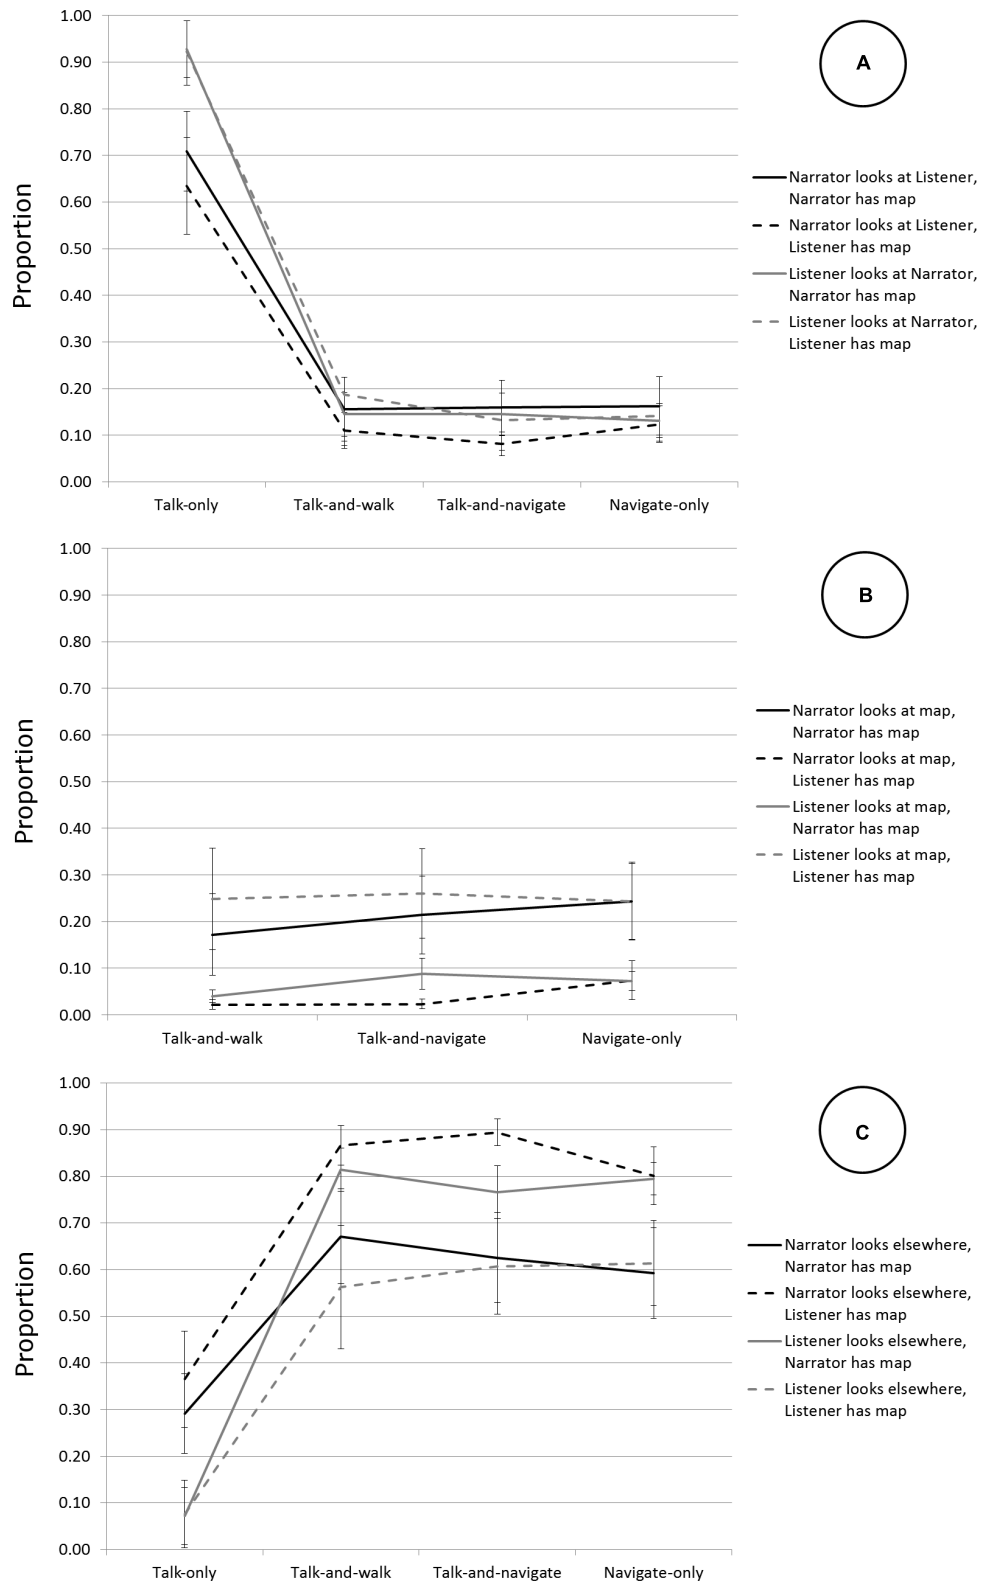 1.00
0.90
0.80
0.70
0.60
0.50
0.40
0.30
0.20
0.10
0.00
Proportion
Talk-only Talk-and-walk Talk-and-navigate Navigate-only
A
Narrator looks at Listener,
Narrator has map
Narrator looks at Listener,
Listener has map
Listener looks at Narrator,
Narrator has map
Listener looks at Narrator,
Listener has map
1.00
0.90
0.80
0.70
0.60
0.50
0.40
0.30
0.20
0.10
0.00
Proportion
Talk-and-walk Talk-and-navigate Navigate-only
B
Narrator looks at map,
Narrator has map
Narrator looks at map,
Listener has map
Listener looks at map,
Narrator has map
Listener looks at map,
Listener has map
1.00
0.90
0.80
0.70
0.60
0.50
0.40
0.30
0.20
0.10
0.00
Proportion
Talk-only Talk-and-walk Talk-and-navigate Navigate-only
C
Narrator looks elsewhere,
Narrator has map
Narrator looks elsewhere,
Listener has map
Listener looks elsewhere,
Narrator has map
Listener looks elsewhere,
Listener has map